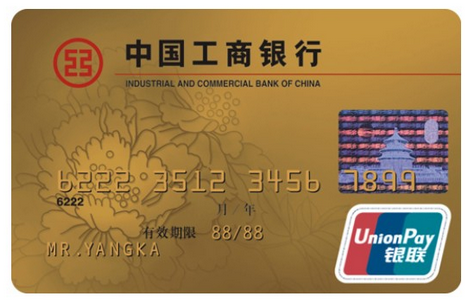 中国工商银行
INDUSTRIAL AND COMMERCIAL BANK OF CHINA
6222 3512 3456 7899
6222
月 年
有效期限 88/88
MR.YANGKA
UnionPay
银联